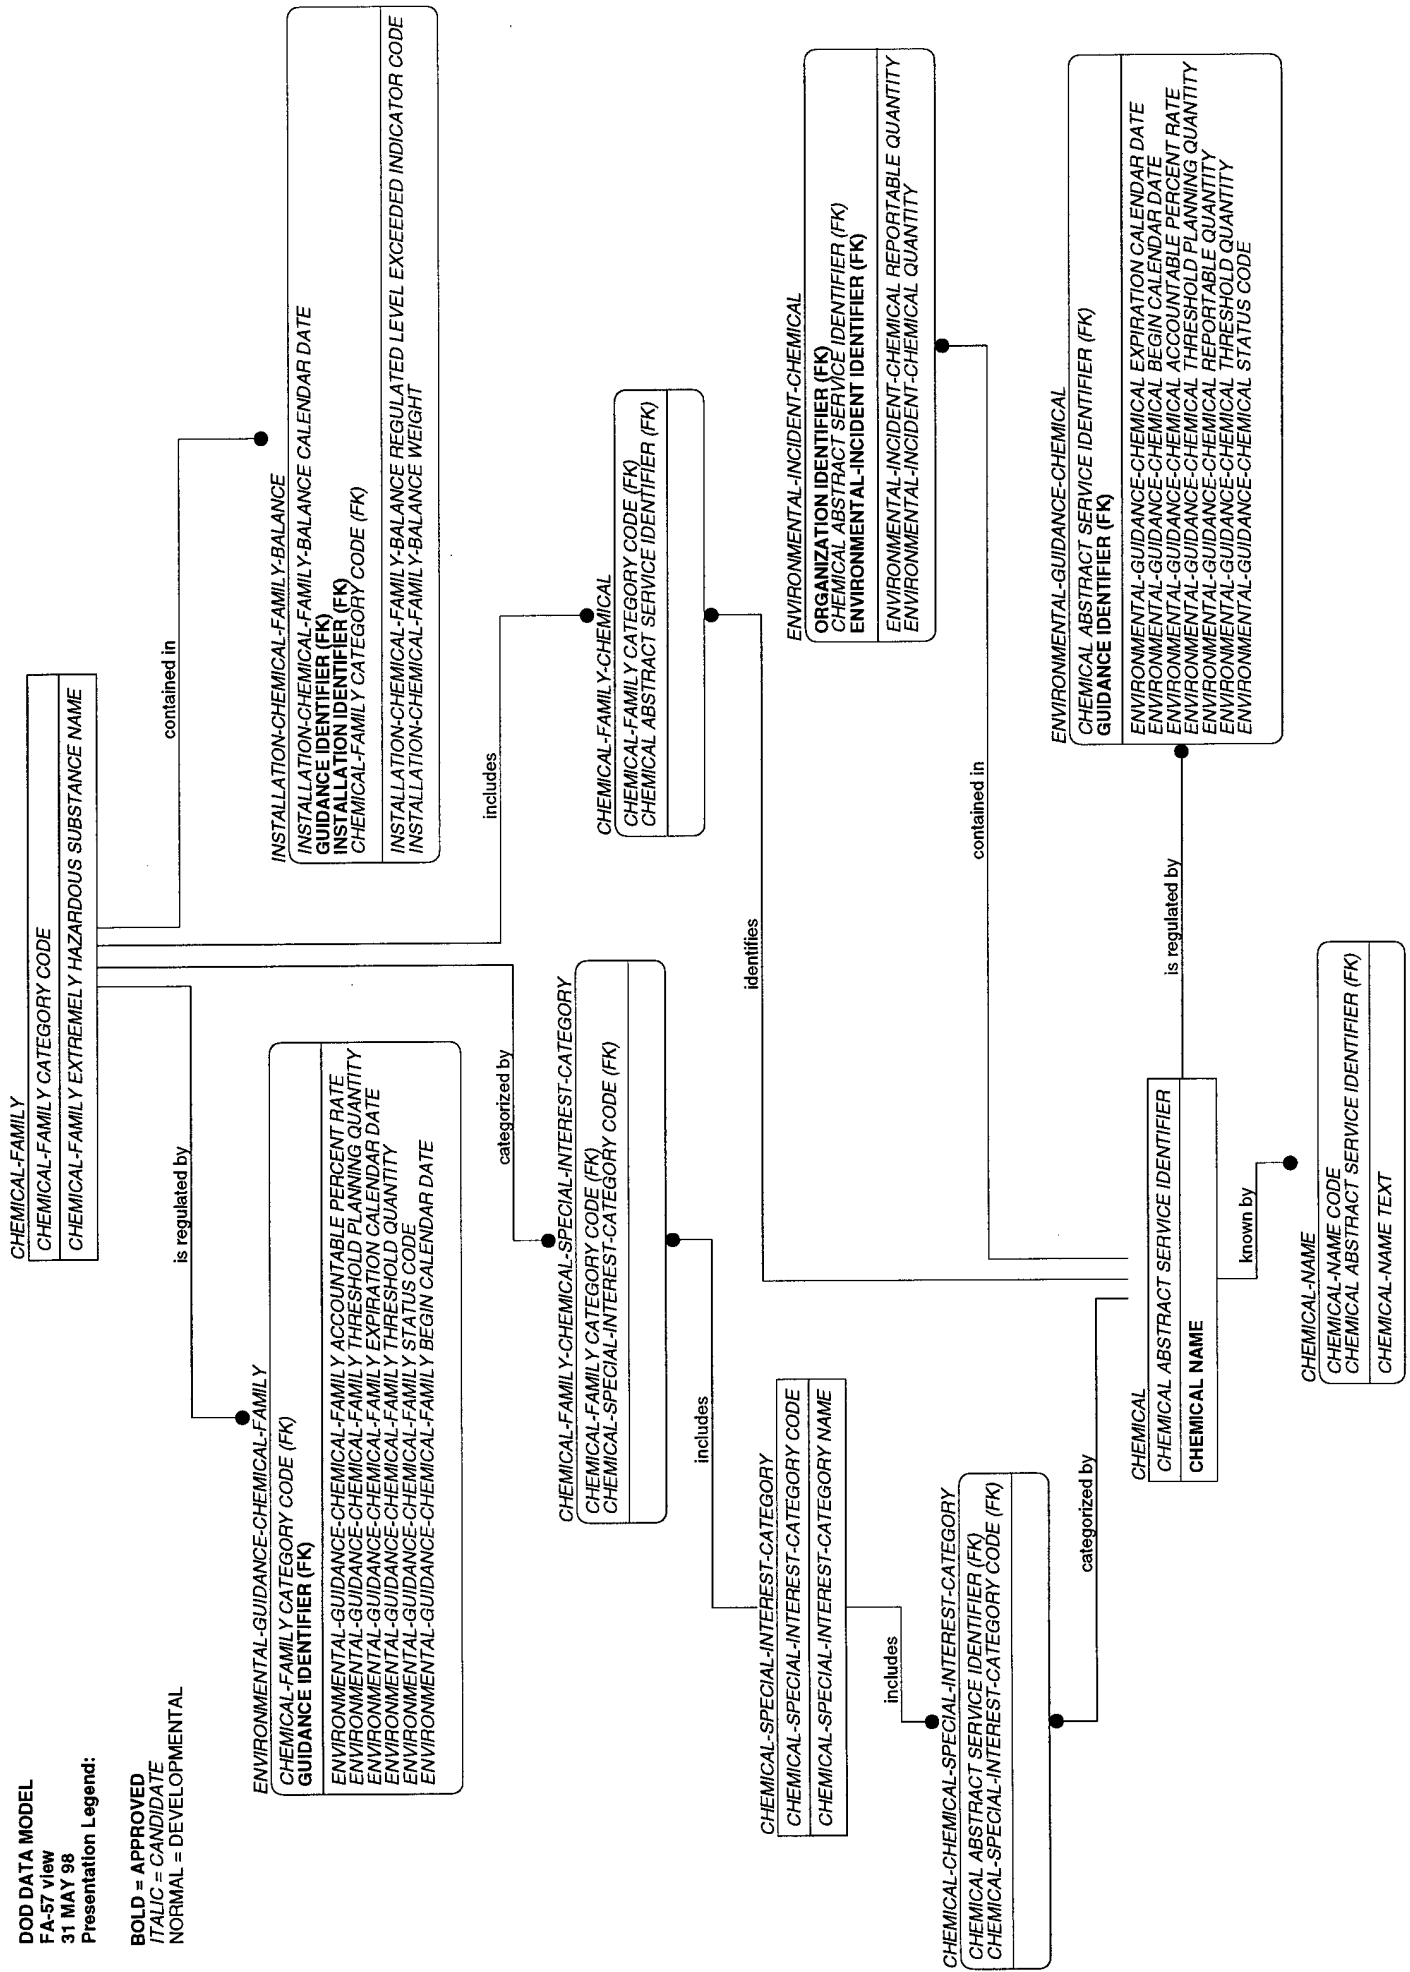 DOD DATA MODEL
FA-57 view
31 MAY 98
Presentation Legend:
BOLD = APPROVED
ITALIC = CANDIDATE
NORMAL = DEVELOPMENTAL
CHEMICAL-FAMILY
CHEMICAL-FAMILY CATEGORY CODE
CHEMICAL-FAMILY EXTREMELY HAZARDOUS SUBSTANCE NAME
is regulated by
contained in
ENVIRONMENTAL-GUIDANCE-CHEMICAL-FAMILY
CHEMICAL-FAMILY CATEGORY CODE (FK)
GUIDANCE IDENTIFIER (FK)
ENVIRONMENTAL-GUIDANCE-CHEMICAL-FAMILY ACCOUNTABLE PERCENT RATE
ENVIRONMENTAL-GUIDANCE-CHEMICAL-FAMILY THRESHOLD PLANNING QUANTITY
ENVIRONMENTAL-GUIDANCE-CHEMICAL-FAMILY EXPIRATION CALENDAR DATE
ENVIRONMENTAL-GUIDANCE-CHEMICAL-FAMILY THRESHOLD QUANTITY
ENVIRONMENTAL-GUIDANCE-CHEMICAL-FAMILY STATUS CODE
ENVIRONMENTAL-GUIDANCE-CHEMICAL-FAMILY BEGIN CALENDAR DATE
INSTALLATION-CHEMICAL-FAMILY-BALANCE
INSTALLATION-CHEMICAL-FAMILY-BALANCE CALENDAR DATE
GUIDANCE IDENTIFIER (FK)
INSTALLATION IDENTIFIER (FK)
CHEMICAL-FAMILY CATEGORY CODE (FK)
INSTALLATION-CHEMICAL-FAMILY-BALANCE REGULATED LEVEL EXCEEDED INDICATOR CODE
INSTALLATION-CHEMICAL-FAMILY-BALANCE WEIGHT
categorized by
includes
CHEMICAL-FAMILY-CHEMICAL-SPECIAL-INTEREST-CATEGORY
CHEMICAL-FAMILY CATEGORY CODE (FK)
CHEMICAL-SPECIAL-INTEREST-CATEGORY CODE (FK)
CHEMICAL-FAMILY-CHEMICAL
CHEMICAL-FAMILY CATEGORY CODE (FK)
CHEMICAL ABSTRACT SERVICE IDENTIFIER (FK)
includes
identifies
CHEMICAL-SPECIAL-INTEREST-CATEGORY
CHEMICAL-SPECIAL-INTEREST-CATEGORY CODE
CHEMICAL-SPECIAL-INTEREST-CATEGORY NAME
ENVIRONMENTAL-INCIDENT-CHEMICAL
ORGANIZATION IDENTIFIER (FK)
CHEMICAL ABSTRACT SERVICE IDENTIFIER (FK)
ENVIRONMENTAL-INCIDENT IDENTIFIER (FK)
ENVIRONMENTAL-INCIDENT-CHEMICAL REPORTABLE QUANTITY
ENVIRONMENTAL-INCIDENT-CHEMICAL QUANTITY
includes
contained in
CHEMICAL-CHEMICAL-SPECIAL-INTEREST-CATEGORY
CHEMICAL ABSTRACT SERVICE IDENTIFIER (FK)
CHEMICAL-SPECIAL-INTEREST-CATEGORY CODE (FK)
ENVIRONMENTAL-GUIDANCE-CHEMICAL
CHEMICAL ABSTRACT SERVICE IDENTIFIER (FK)
GUIDANCE IDENTIFIER (FK)
ENVIRONMENTAL-GUIDANCE-CHEMICAL EXPIRATION CALENDAR DATE
ENVIRONMENTAL-GUIDANCE-CHEMICAL BEGIN CALENDAR DATE
ENVIRONMENTAL-GUIDANCE-CHEMICAL ACCOUNTABLE PERCENT RATE
ENVIRONMENTAL-GUIDANCE-CHEMICAL THRESHOLD PLANNING QUANTITY
ENVIRONMENTAL-GUIDANCE-CHEMICAL REPORTABLE QUANTITY
ENVIRONMENTAL-GUIDANCE-CHEMICAL THRESHOLD QUANTITY
ENVIRONMENTAL-GUIDANCE-CHEMICAL STATUS CODE
categorized by
is regulated by
CHEMICAL
CHEMICAL ABSTRACT SERVICE IDENTIFIER
CHEMICAL NAME
known by
CHEMICAL-NAME
CHEMICAL-NAME CODE
CHEMICAL ABSTRACT SERVICE IDENTIFIER (FK)
CHEMICAL-NAME TEXT